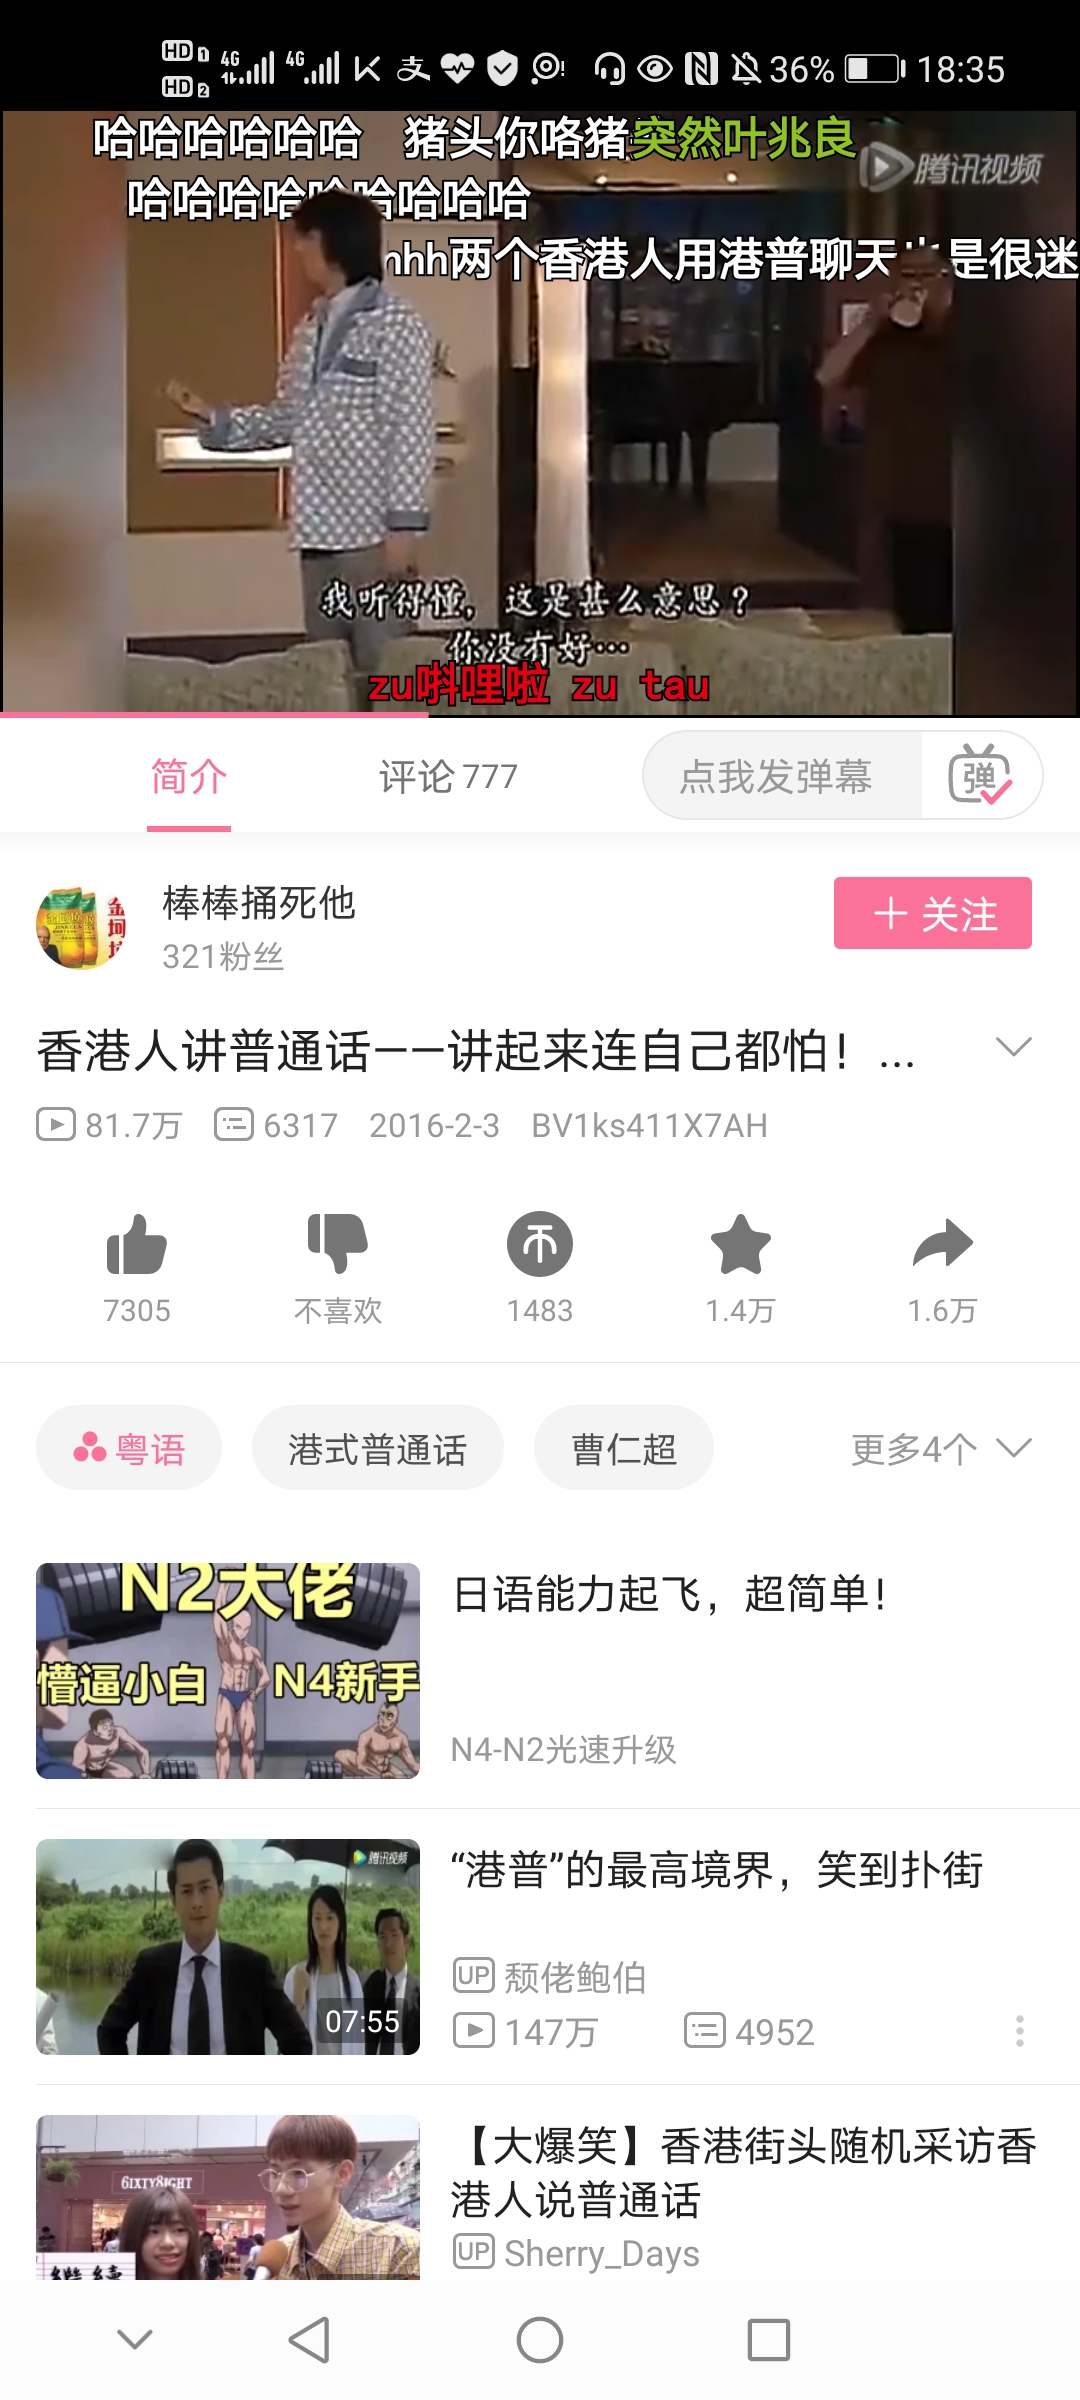 HD 1 4G 4G 支 36% 18:35
HD 2
哈哈哈哈哈哈 猪头你咯猪 突然叶兆良
腾讯视频
哈哈哈哈哈哈哈哈哈
hhh两个香港人用港普聊天也是很迷
我听得懂，这是甚么意思？
你没有好…
zu呌哩啦 zu tau
简介 评论777 点我发弹幕 弹
棒棒捅死他
321粉丝
+ 关注
香港人讲普通话——讲起来连自己都怕！...
81.7万 6317 2016-2-3 BV1ks411X7AH
7305 不喜欢 1483 1.4万 1.6万
粤语 港式普通话 曹仁超 更多4个
N2大佬
懵逼小白 N4新手
日语能力起飞，超简单！
N4-N2光速升级
腾讯视频
07:55
“港普”的最高境界，笑到扑街
UP 颓佬鲍伯
147万 4952
6IXTY8IGHT
【大爆笑】香港街头随机采访香
港人说普通话
UP Sherry_Days